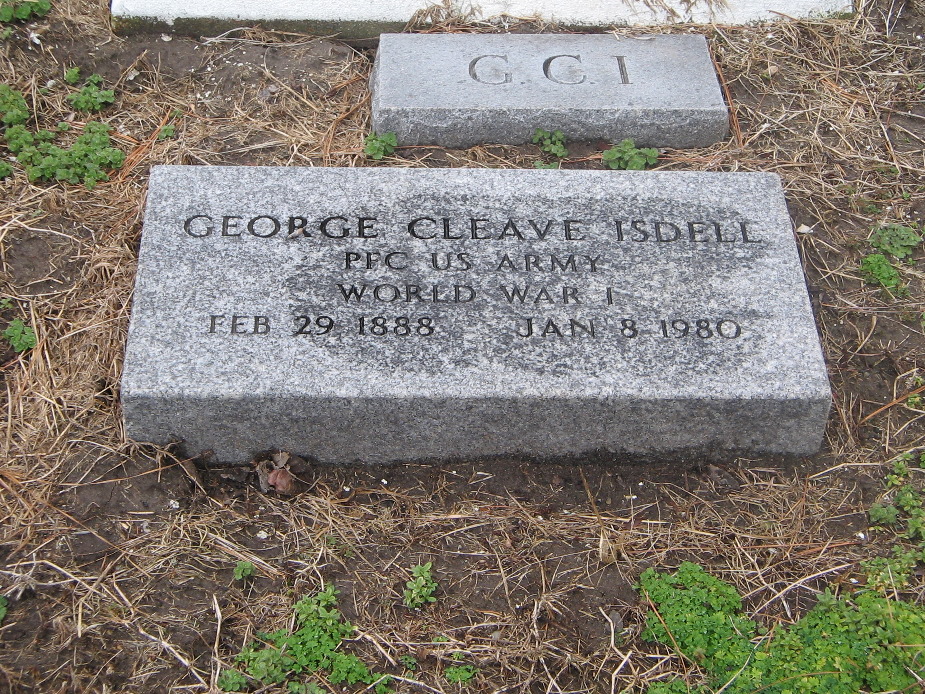 G.C.I
GEORGE CLEAVE ISDELL
PFC US ARMY
WORLD WAR I
FEB 29 1888 JAN 8 1980